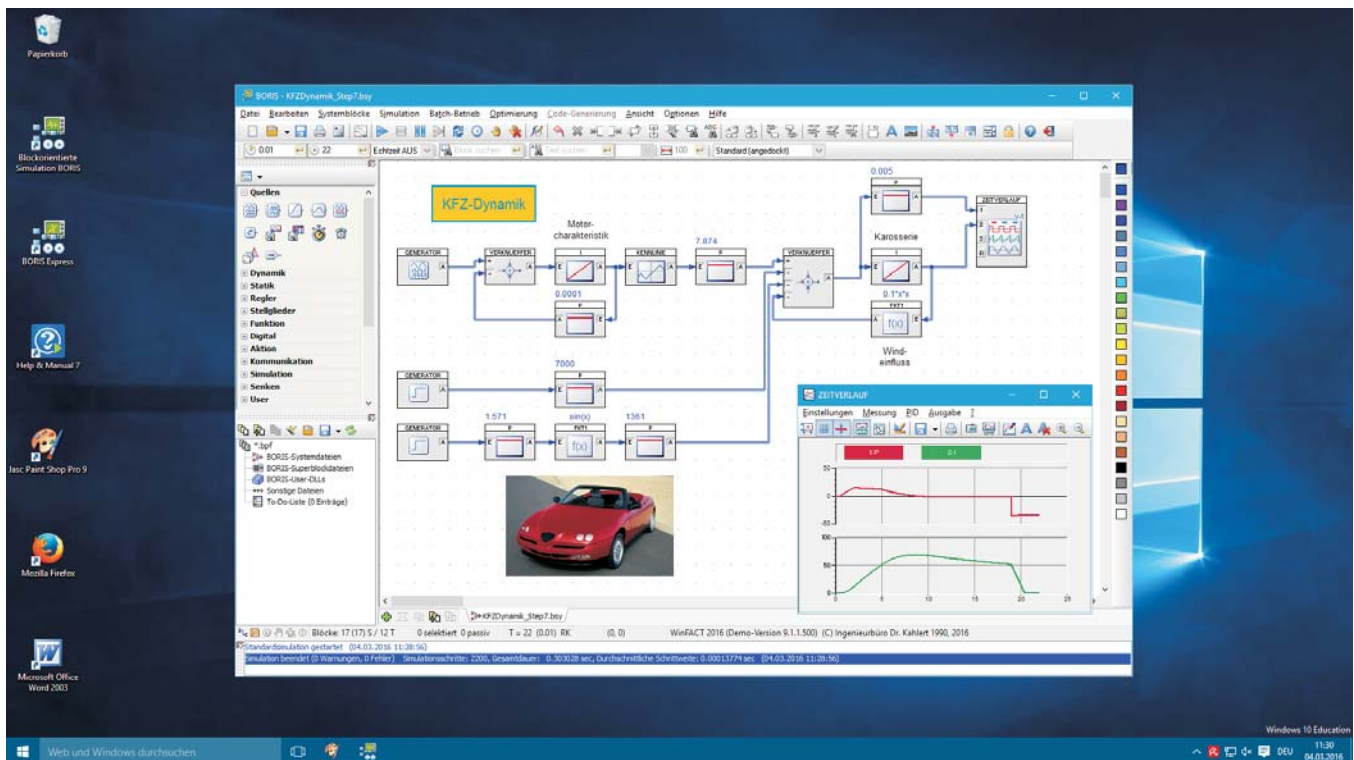 Papierkorb
Blockorientierte
Simulation BORIS
BORIS Express
Help & Manual 7
Jasc Paint Shop Pro 9
Mozilla Firefox
Microsoft Office
Word 2003
BORIS - KFZDynamik_Step7.bsy
Datei Bearbeiten Systemblöcke Simulation Batch-Betrieb Optimierung Code-Generierung Ansicht Optionen Hilfe
0.01 22 Echtzeit AUS Block suchen Text suchen 100 Standard (angedockt)
Quellen
Dynamik
Statik
Regler
Stellglieder
Funktion
Digital
Aktion
Kommunikation
Simulation
Senken
User
*.bpf
BORIS-Systemdateien
BORIS-Superblockdateien
BORIS-User-DLLs
Sonstige Dateien
To-Do-Liste (0 Einträge)
KFZ-Dynamik
0.005
P
E A
ZEITVERLAUF
Motor-
charakteristik
Karosserie
7.874
GENERATOR
VERKNUEPFER
I
KENNLINIE
P
VERKNUEPFER
I
0.0001
P
A E
0.1*x*x
FKT1
f(x)
A E
Wind-
einfluss
7000
GENERATOR
P
1.571
sin(x)
1361
GENERATOR
P
FKT1
f(x)
P
ZEITVERLAUF
Einstellungen Messung PID Ausgabe ?
1:P
2:I
50
0
-50
100
50
0
0 5 10 15 20 25
KFZDynamik_Step7.bsy
Blöcke: 17 (17) S / 12 T 0 selektiert 0 passiv T = 22 (0.01) RK (0, 0) WinFACT 2016 (Demo-Version 9.1.1.500) (C) Ingenieurbüro Dr. Kahlert 1990, 2016
Standardsimulation gestartet (04.03.2016 11:28:56)
Simulation beendet (0 Warnungen, 0 Fehler) Simulationsschritte: 2200, Gesamtdauer: 0.303028 sec, Durchschnittliche Schrittweite: 0.00013774 sec (04.03.2016 11:28:56)
Windows 10 Education
Web und Windows durchsuchen
DEU
11:30
04.03.2016